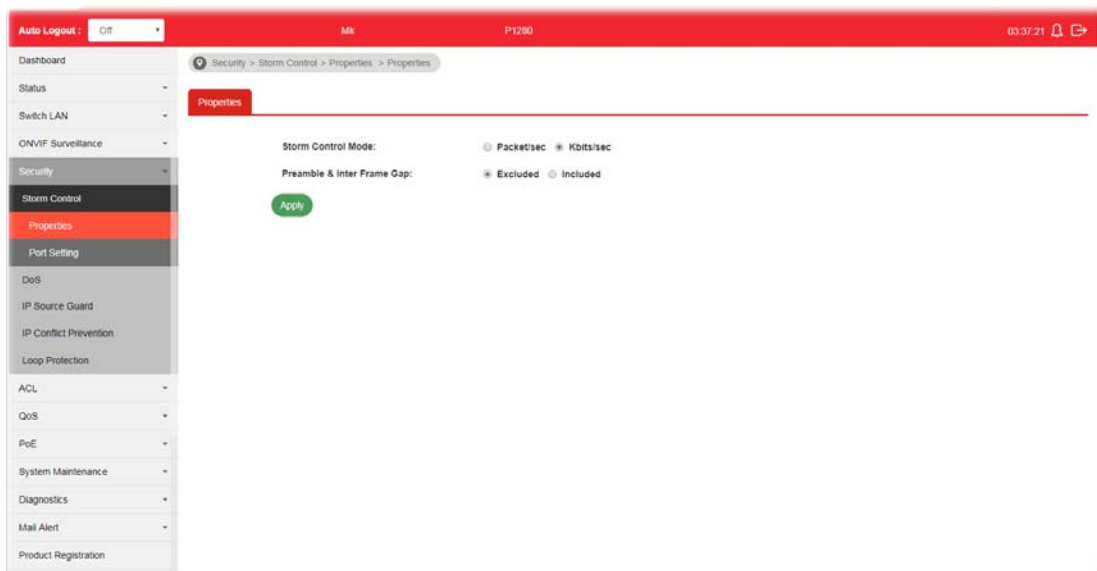 Auto Logout : Off Mk P1280 03:37:21
Dashboard
Security > Storm Control > Properties > Properties
Status
Properties
Switch LAN
ONVIF Surveillance
Storm Control Mode: Packet/sec Kbits/sec
Security
Preamble & Inter Frame Gap: Excluded Included
Storm Control
Apply
Properties
Port Setting
DoS
IP Source Guard
IP Conflict Prevention
Loop Protection
ACL
QoS
PoE
System Maintenance
Diagnostics
Mail Alert
Product Registration